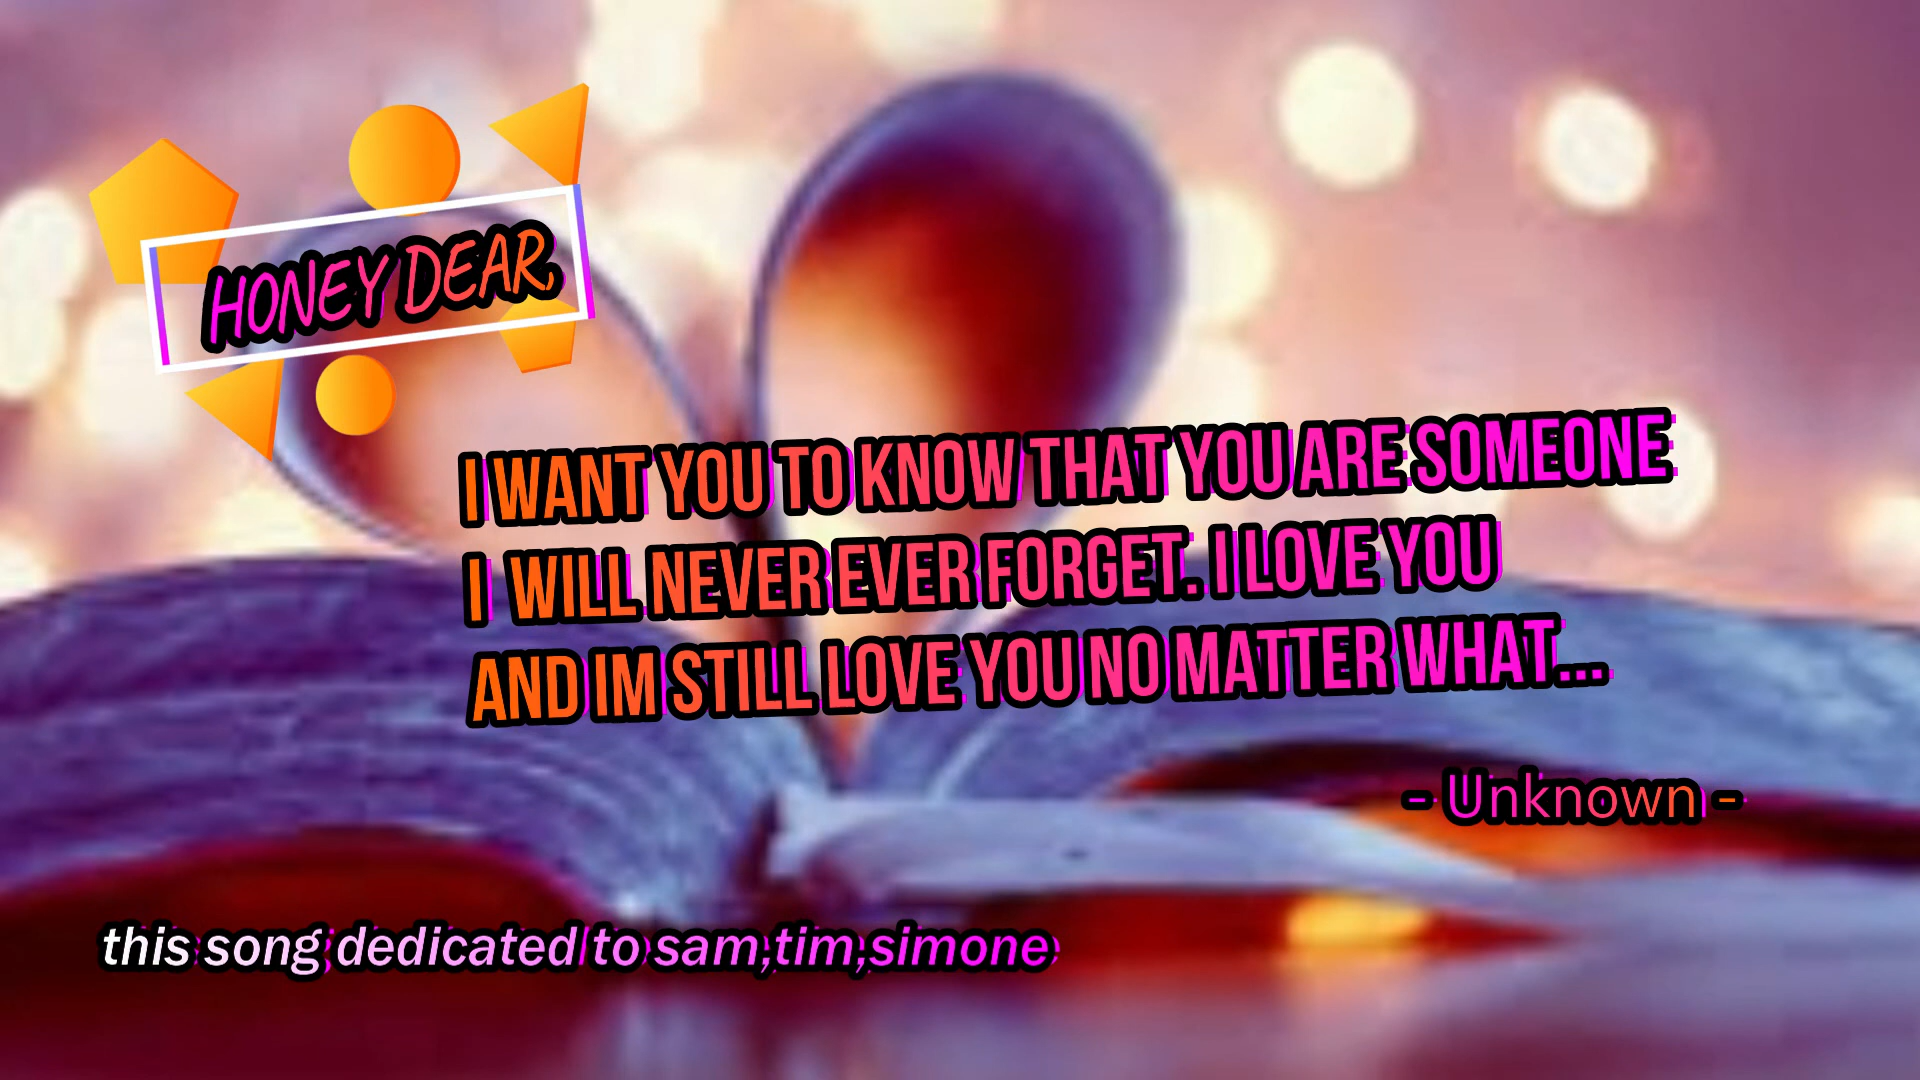 HONEY DEAR,
I WANT YOU TO KNOW THAT YOU ARE SOMEONE
I WILL NEVER EVER FORGET. I LOVE YOU
AND IM STILL LOVE YOU NO MATTER WHAT...
- Unknown -
this song dedicated to sam,tim,simone